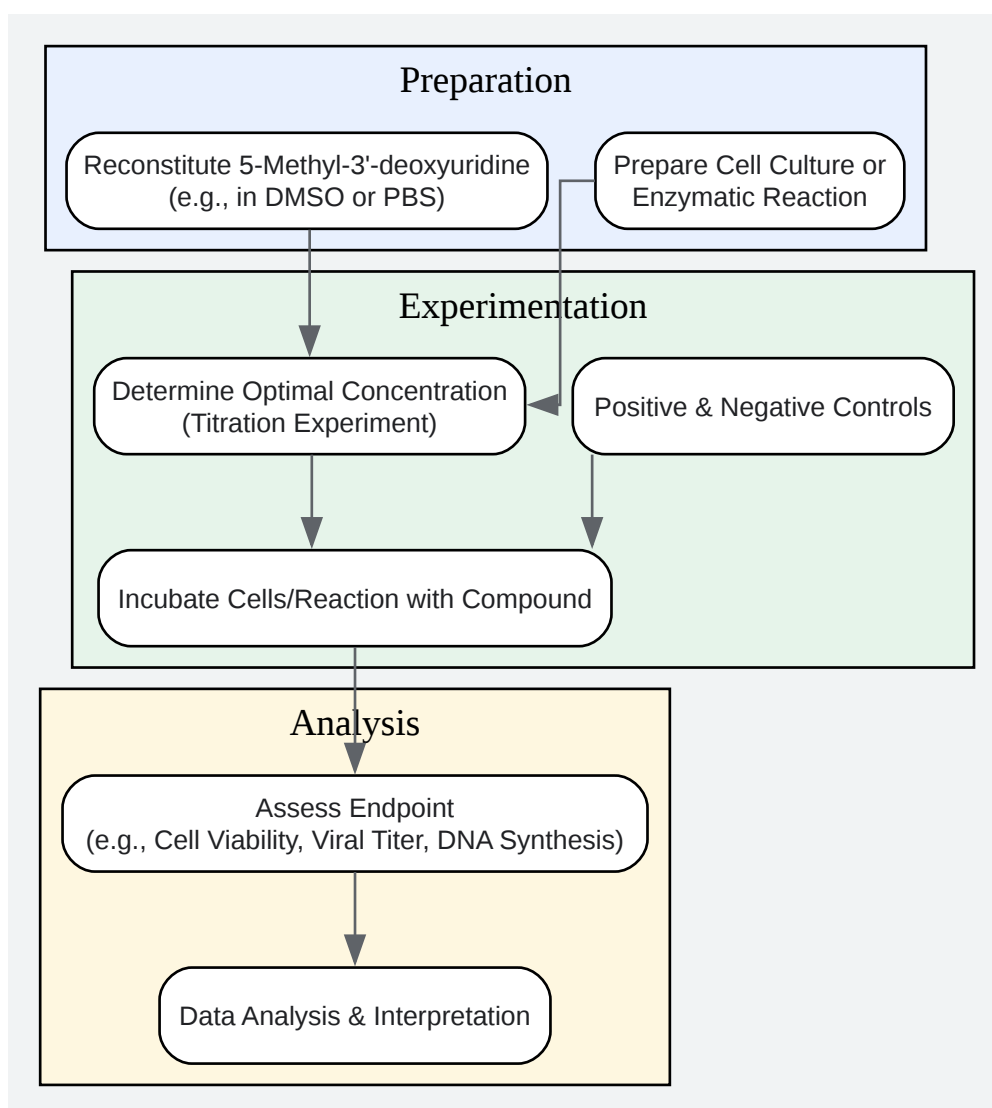 Preparation
Reconstitute 5-Methyl-3'-deoxyuridine
(e.g., in DMSO or PBS)
Prepare Cell Culture or
Enzymatic Reaction
Experimentation
Determine Optimal Concentration
(Titration Experiment)
Positive & Negative Controls
Incubate Cells/Reaction with Compound
Analysis
Assess Endpoint
(e.g., Cell Viability, Viral Titer, DNA Synthesis)
Data Analysis & Interpretation